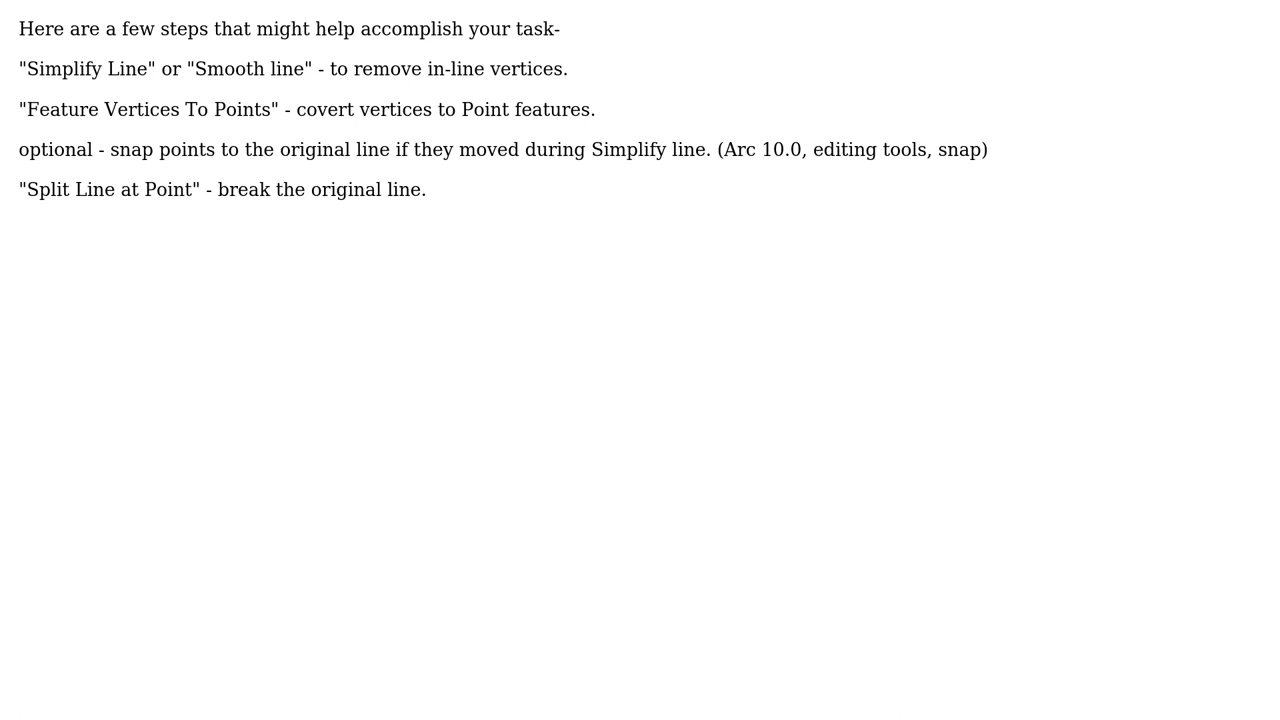 Here are a few steps that might help accomplish your task-
"Simplify Line" or "Smooth line" - to remove in-line vertices.
"Feature Vertices To Points" - covert vertices to Point features.
optional - snap points to the original line if they moved during Simplify line. (Arc 10.0, editing tools, snap)
"Split Line at Point" - break the original line.